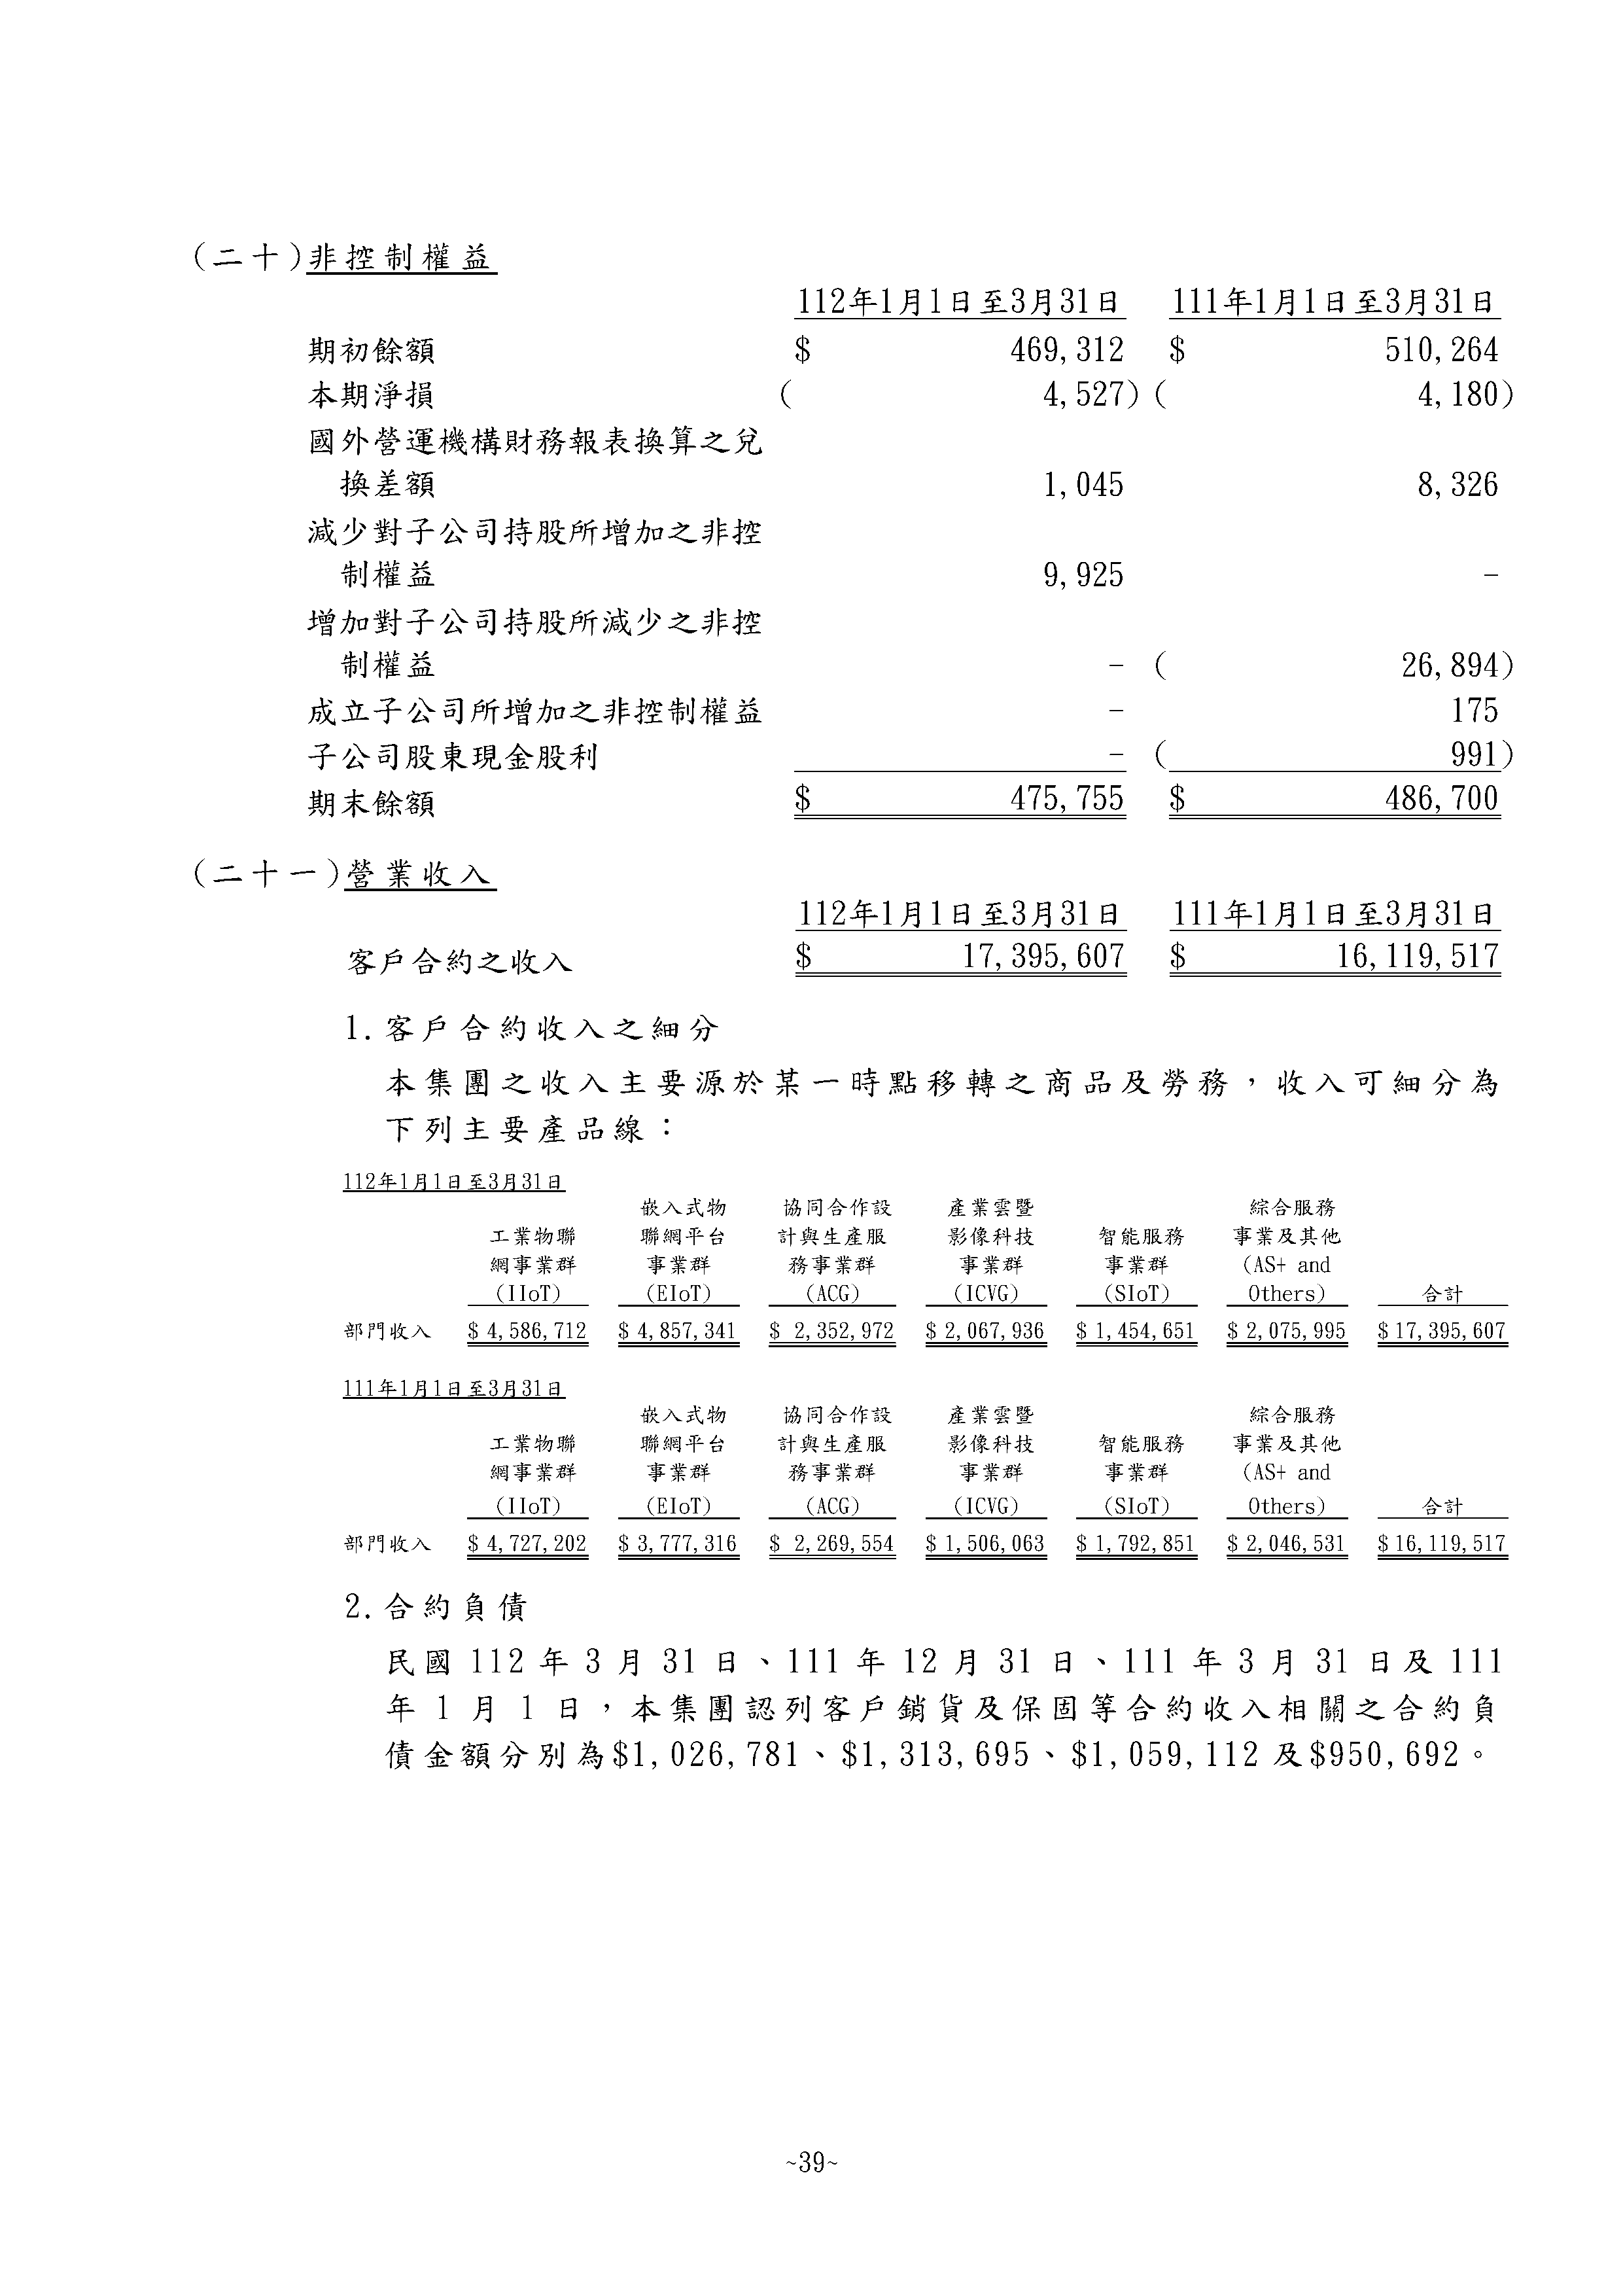 (二十)非控制權益
112年1月1日至3月31日 111年1月1日至3月31日
期初餘額 $ 469,312 $ 510,264
本期淨損 ( 4,527) ( 4,180)
國外營運機構財務報表換算之兌
換差額 1,045 8,326
減少對子公司持股所增加之非控
制權益 9,925 -
增加對子公司持股所減少之非控
制權益 - ( 26,894)
成立子公司所增加之非控制權益 - 175
子公司股東現金股利 - ( 991)
期末餘額 $ 475,755 $ 486,700
(二十一)營業收入
112年1月1日至3月31日 111年1月1日至3月31日
客戶合約之收入 $ 17,395,607 $ 16,119,517
1.客戶合約收入之細分
本集團之收入主要源於某一時點移轉之商品及勞務，收入可細分為
下列主要產品線：
112年1月1日至3月31日
嵌入式物 協同合作設 產業雲暨 綜合服務
工業物聯 聯網平台 計與生產服 影像科技 智能服務 事業及其他
網事業群 事業群 務事業群 事業群 事業群 (AS+ and
(IIoT) (EIoT) (ACG) (ICVG) (SIoT) Others) 合計
部門收入 $ 4,586,712 $ 4,857,341 $ 2,352,972 $ 2,067,936 $ 1,454,651 $ 2,075,995 $ 17,395,607
111年1月1日至3月31日
嵌入式物 協同合作設 產業雲暨 綜合服務
工業物聯 聯網平台 計與生產服 影像科技 智能服務 事業及其他
網事業群 事業群 務事業群 事業群 事業群 (AS+ and
(IIoT) (EIoT) (ACG) (ICVG) (SIoT) Others) 合計
部門收入 $ 4,727,202 $ 3,777,316 $ 2,269,554 $ 1,506,063 $ 1,792,851 $ 2,046,531 $ 16,119,517
2.合約負債
民國 112 年 3 月 31 日、111 年 12 月 31 日、111 年 3 月 31 日及 111
年 1 月 1 日，本集團認列客戶銷貨及保固等合約收入相關之合約負
債金額分別為$1,026,781、$1,313,695、$1,059,112 及$950,692。
~39~